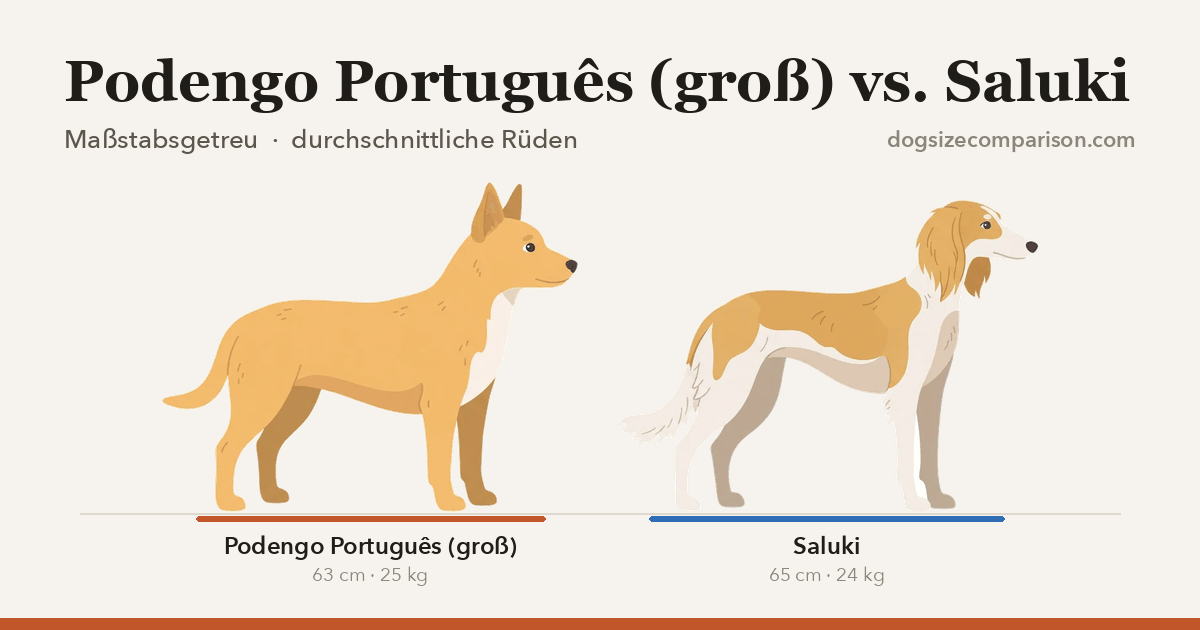 Podengo Português (groß) vs. Saluki
Maßstabsgetreu · durchschnittliche Rüden
dogsizecomparison.com
Podengo Português (groß)
63 cm · 25 kg
Saluki
65 cm · 24 kg